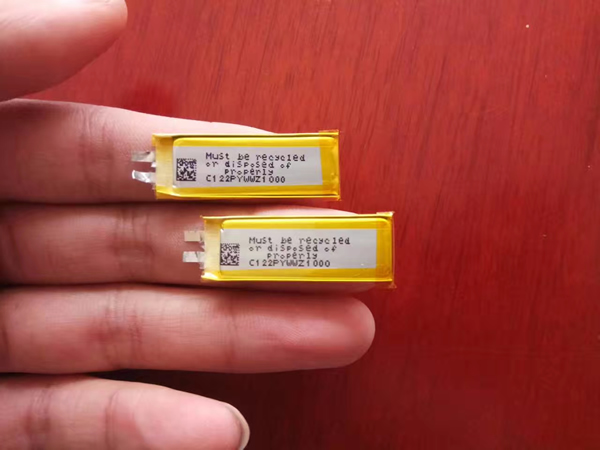 Must be recycled
or disposed of
properly
C122PYWWZ1000
Must be recycled
or disposed of
properly
C122PYWWZ1000